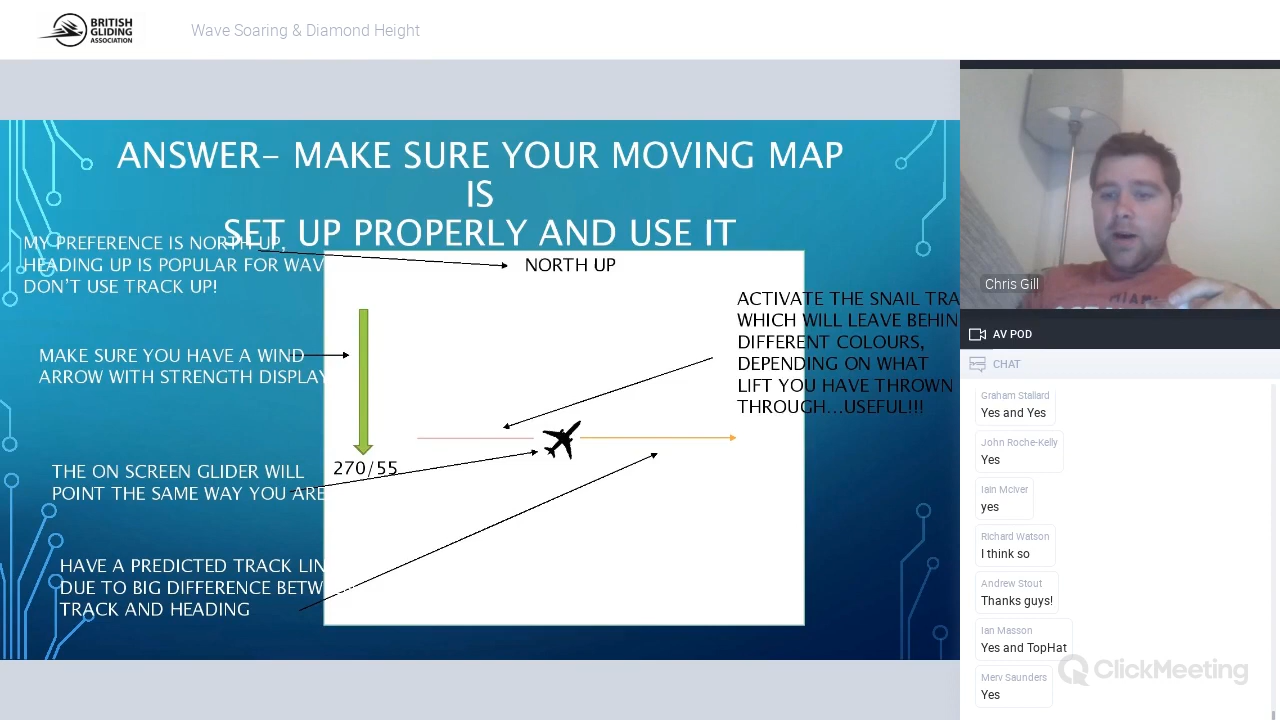 BRITISH
GLIDING
ASSOCIATION
Wave Soaring & Diamond Height
ANSWER– MAKE SURE YOUR MOVING MAP
IS
SET UP PROPERLY AND USE IT
MY PREFERENCE IS NORTH UP,
HEADING UP IS POPULAR FOR WAV
DON'T USE TRACK UP!
NORTH UP
MAKE SURE YOU HAVE A WIND
ARROW WITH STRENGTH DISPLAY
ACTIVATE THE SNAIL TRA
WHICH WILL LEAVE BEHIN
DIFFERENT COLOURS,
DEPENDING ON WHAT
LIFT YOU HAVE THROWN
THROUGH...USEFUL!!!
270/55
THE ON SCREEN GLIDER WILL
POINT THE SAME WAY YOU ARE
HAVE A PREDICTED TRACK LIN
DUE TO BIG DIFFERENCE BETW
TRACK AND HEADING
Chris Gill
AV POD
CHAT
Graham Stallard
Yes and Yes
John Roche-Kelly
Yes
Iain McIver
yes
Richard Watson
I think so
Andrew Stout
Thanks guys!
Ian Masson
Yes and TopHat
Merv Saunders
Yes
ClickMeeting